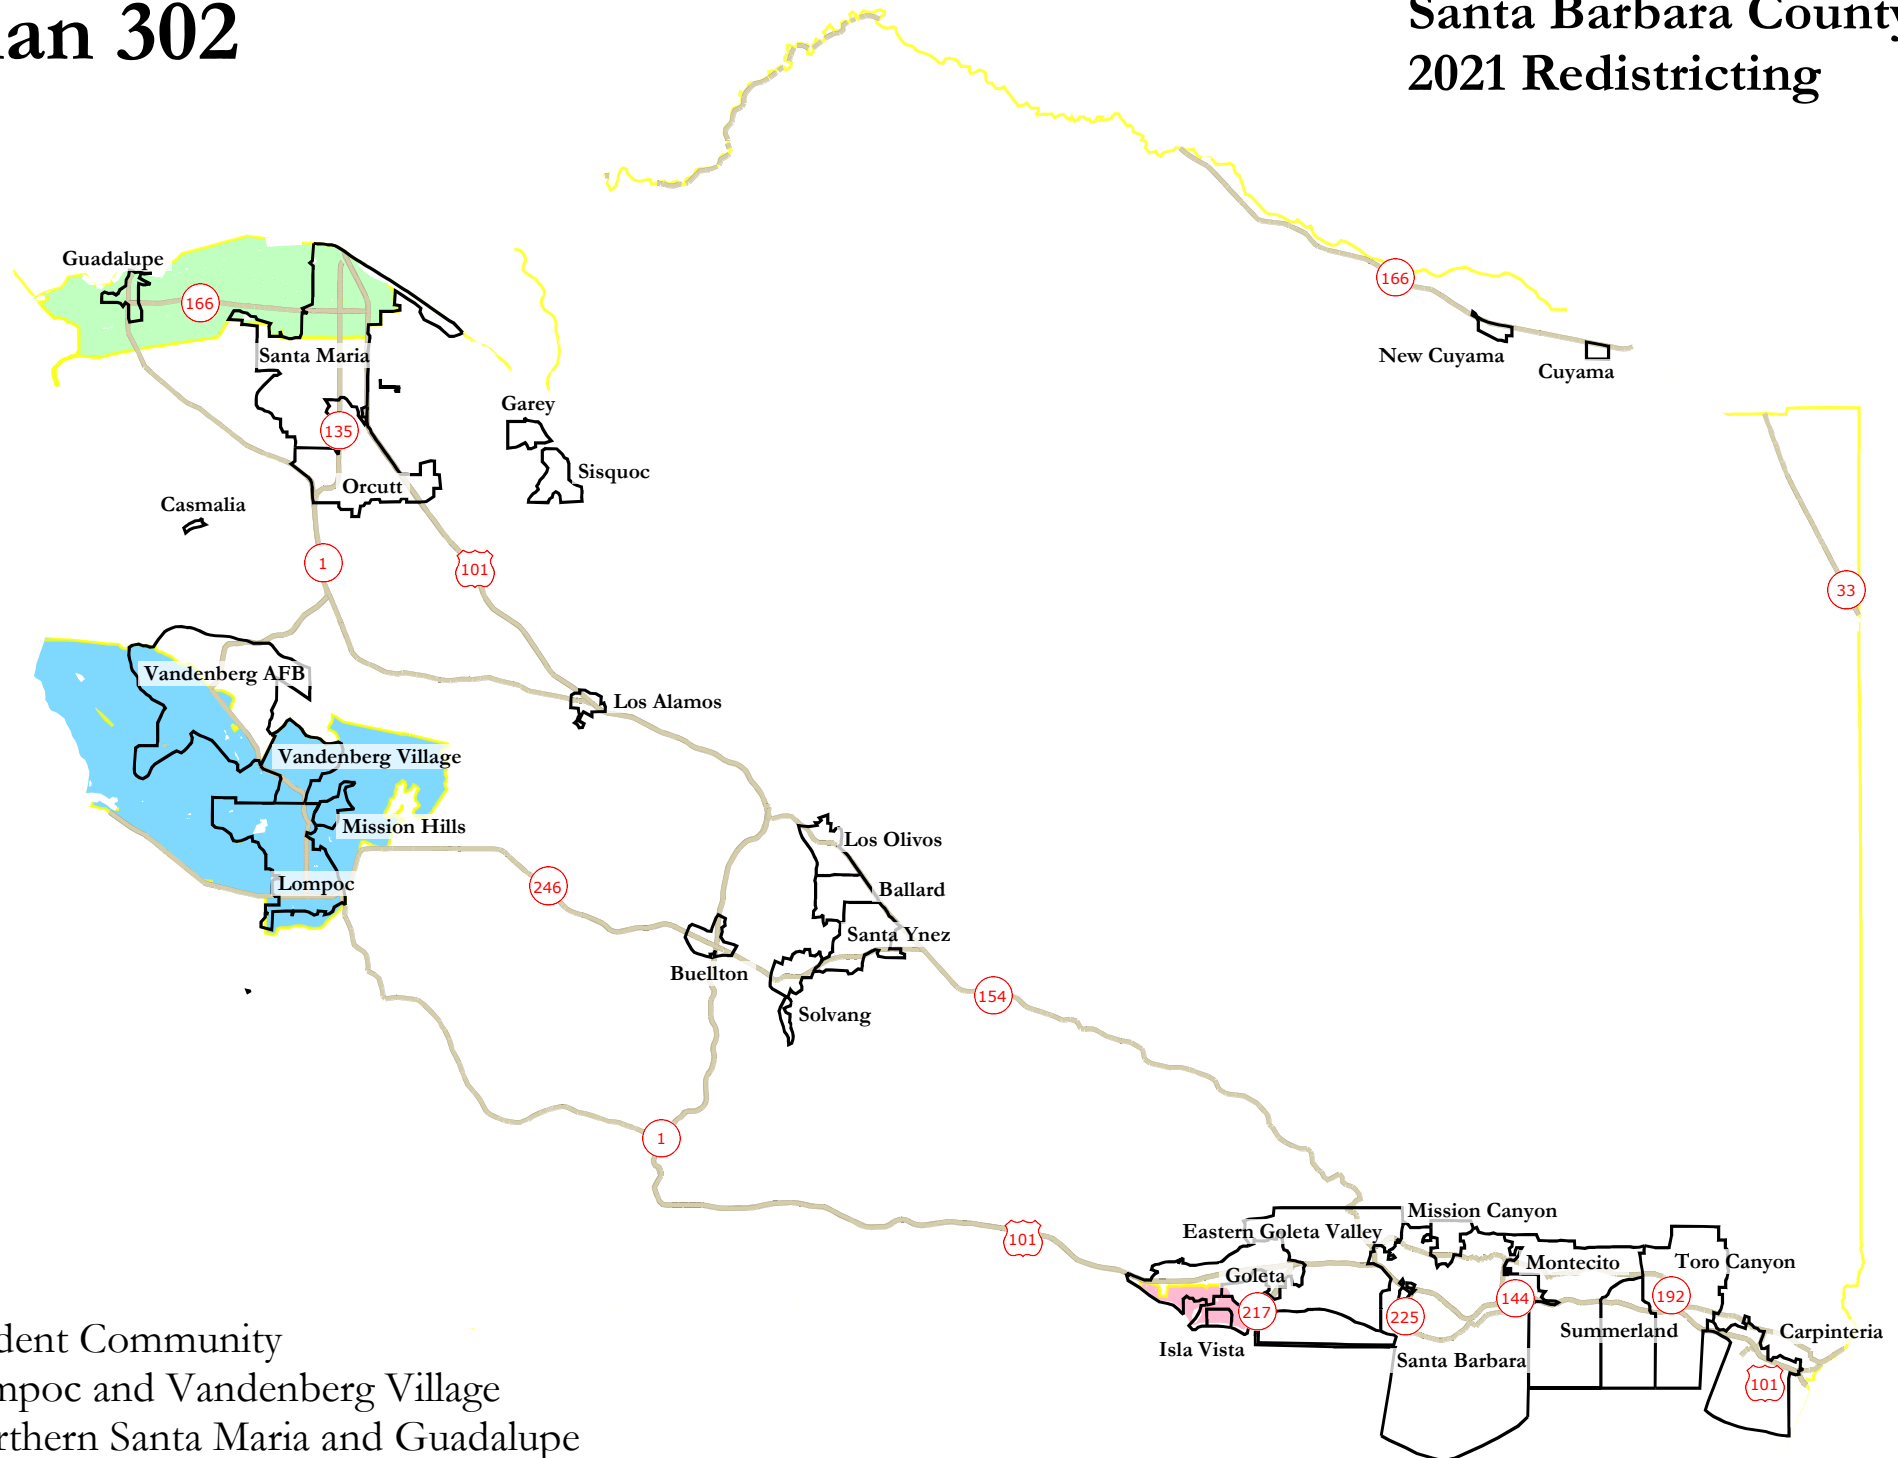 an 302
Santa Barbara County
2021 Redistricting
Guadalupe
166
166
Santa Maria
New Cuyama
Cuyama
Garey
135
Sisquoc
Orcutt
Casmalia
1
101
33
Vandenberg AFB
Los Alamos
Vandenberg Village
Mission Hills
Los Olivos
Lompoc
246
Ballard
Santa Ynez
Buellton
154
Solvang
1
Mission Canyon
Eastern Goleta Valley
101
Montecito
Toro Canyon
Goleta
192
144
217
225
Summerland
Carpinteria
Isla Vista
Santa Barbara
101
dent Community
mpoc and Vandenberg Village
rthern Santa Maria and Guadalupe